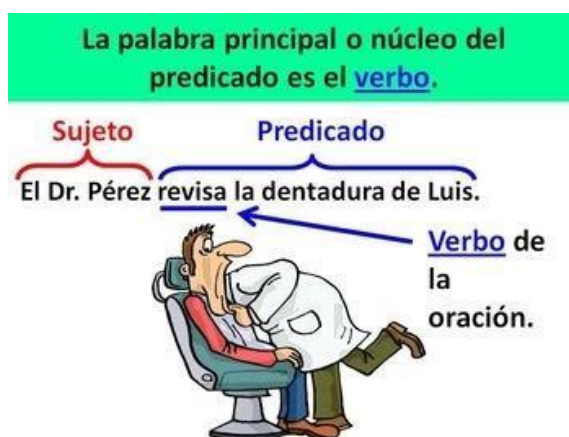 La palabra principal o núcleo del
predicado es el verbo.
Sujeto
Predicado
El Dr. Pérez revisa la dentadura de Luis.
Verbo de
la
oración.